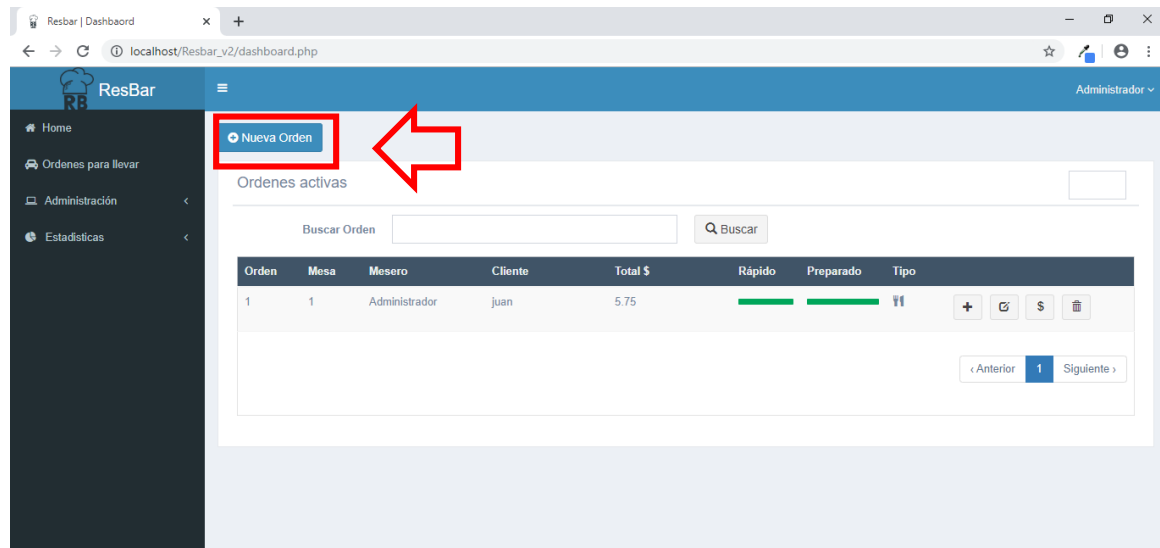 Resbar | Dashbaord
localhost/Resbar_v2/dashboard.php
RB ResBar
Administrador
Home
Ordenes para llevar
Administración
Estadisticas
Nueva Orden
Ordenes activas
Buscar Orden Buscar
Orden Mesa Mesero Cliente Total $ Rápido Preparado Tipo
1 1 Administrador juan 5.75 $
‹ Anterior 1 Siguiente ›